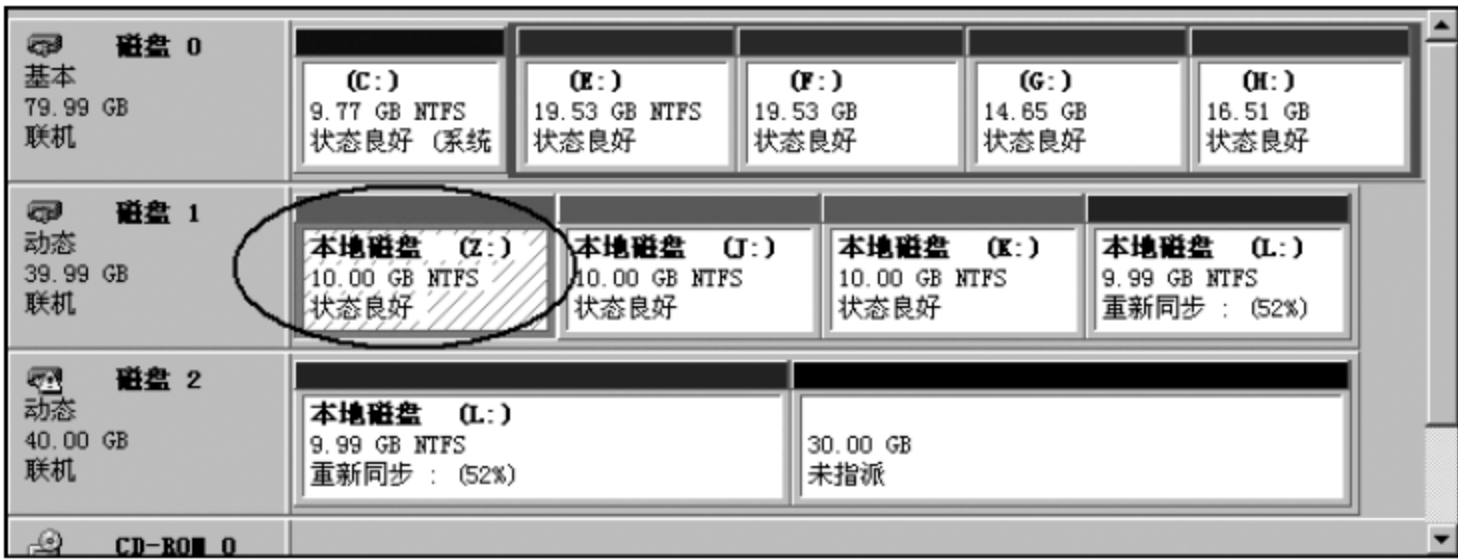 磁盘 0
基本
79.99 GB
联机
(C:)
9.77 GB NTFS
状态良好 (系统
(E:)
19.53 GB NTFS
状态良好
(F:)
19.53 GB
状态良好
(G:)
14.65 GB
状态良好
(H:)
16.51 GB
状态良好
磁盘 1
动态
39.99 GB
联机
本地磁盘 (Z:)
10.00 GB NTFS
状态良好
本地磁盘 (J:)
10.00 GB NTFS
状态良好
本地磁盘 (K:)
10.00 GB NTFS
状态良好
本地磁盘 (L:)
9.99 GB NTFS
重新同步 : (52%)
磁盘 2
动态
40.00 GB
联机
本地磁盘 (L:)
9.99 GB NTFS
重新同步 : (52%)
30.00 GB
未指派
CD-ROM 0